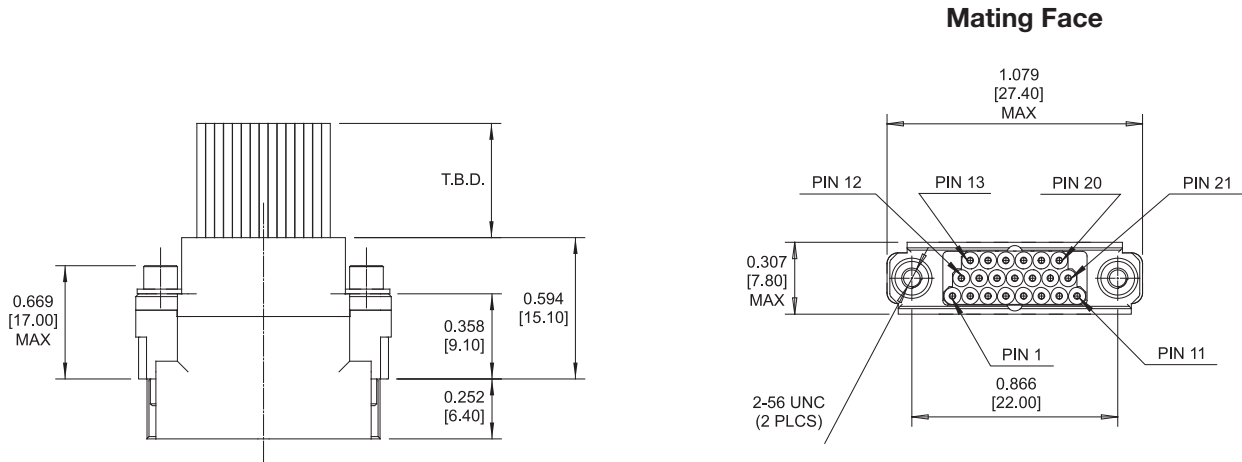 Mating Face
1.079
[27.40]
MAX
T.B.D.
PIN 12
PIN 13
PIN 20
PIN 21
0.669
[17.00]
MAX
0.594
[15.10]
0.358
[9.10]
0.307
[7.80]
MAX
PIN 1
PIN 11
0.252
[6.40]
2-56 UNC
(2 PLCS)
0.866
[22.00]